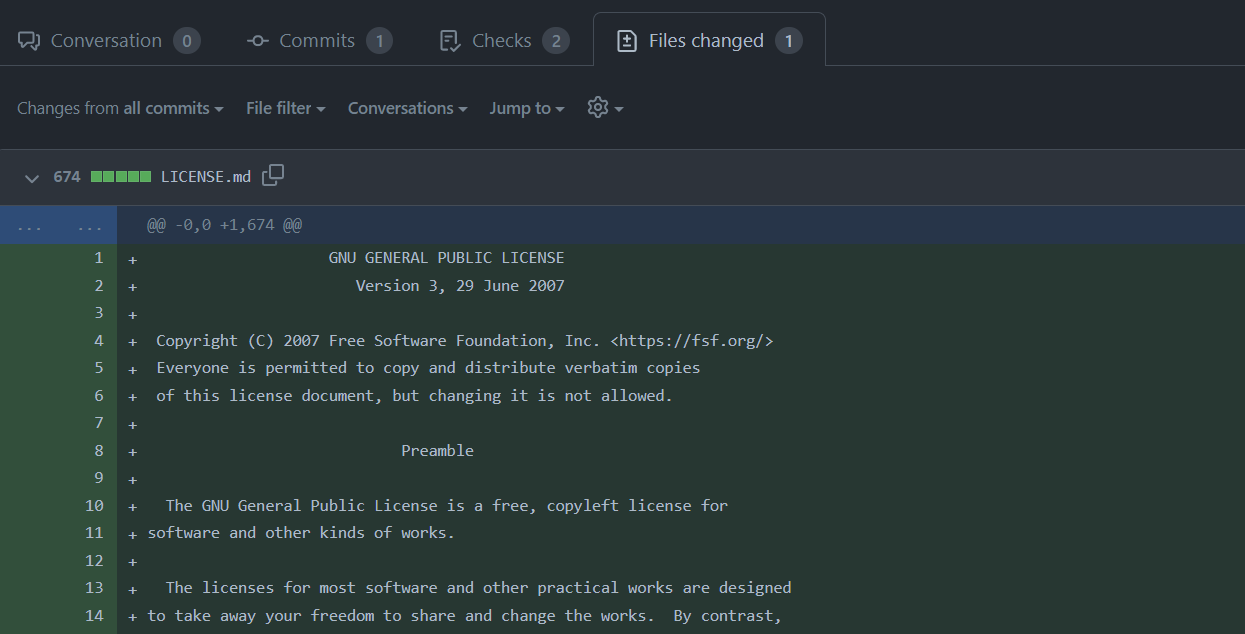 Conversation 0 Commits 1 Checks 2 Files changed 1
Changes from all commits File filter Conversations Jump to
674 LICENSE.md
... ... @@ -0,0 +1,674 @@
1 + GNU GENERAL PUBLIC LICENSE
2 + Version 3, 29 June 2007
3 +
4 + Copyright (C) 2007 Free Software Foundation, Inc. <https://fsf.org/>
5 + Everyone is permitted to copy and distribute verbatim copies
6 + of this license document, but changing it is not allowed.
7 +
8 + Preamble
9 +
10 + The GNU General Public License is a free, copyleft license for
11 + software and other kinds of works.
12 +
13 + The licenses for most software and other practical works are designed
14 + to take away your freedom to share and change the works.  By contrast,